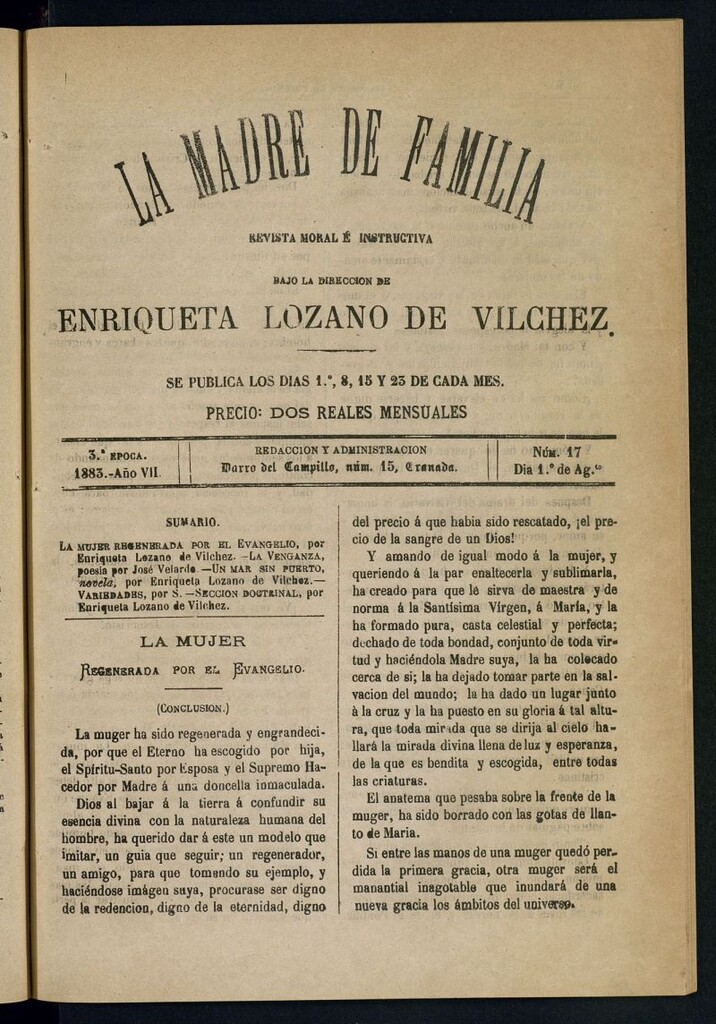 LA MADRE DE FAMILIA
REVISTA MORAL É INSTRUCTIVA
BAJO LA DIRECCION DE
ENRIQUETA LOZANO DE VILCHEZ.
SE PUBLICA LOS DIAS 1.º, 8, 15 Y 23 DE CADA MES.
PRECIO: DOS REALES MENSUALES
3.ª EPOCA.
1883.-Año VII.
REDACCION Y ADMINISTRACION
Darro del Campillo, núm. 15, Granada.
Núm. 17
Dia 1.º de Ag.to
SUMARIO.
LA MUJER REGENERADA POR EL EVANGELIO, por
Enriqueta Lozano de Vilchez. —LA VENGANZA,
poesía por José Velarde.—UN MAR SIN PUERTO,
novela, por Enriqueta Lozano de Vilchez.—
VARIEDADES, por S. —SECCION DOCTRINAL, por
Enriqueta Lozano de Vilchez.
LA MUJER
REGENERADA POR EL EVANGELIO.
(CONCLUSION.)
La muger ha sido regenerada y engrandeci-
da, por que el Eterno ha escogido por hija,
el Spíritu-Santo por Esposa y el Supremo Ha-
cedor por Madre á una doncella inmaculada.
Dios al bajar á la tierra á confundir su
esencia divina con la naturaleza humana del
hombre, ha querido dar á este un modelo que
imitar, un guia que seguir; un regenerador,
un amigo, para que tomando su ejemplo, y
haciéndose imágen suya, procurase ser digno
de la redencion, digno de la eternidad, digno
del precio á que habia sido rescatado, ¡el pre-
cio de la sangre de un Dios!
Y amando de igual modo á la mujer, y
queriendo á la par enaltecerla y sublimarla,
ha creado para que lé sirva de maestra y de
norma á la Santísima Vírgen, á María, y la
ha formado pura, casta celestial y perfecta;
dechado de toda bondad, conjunto de toda vir-
tud y haciéndola Madre suya, la ha colocado
cerca de si; la ha dejado tomar parte en la sal-
vacion del mundo; la ha dado un lugar junto
à la cruz y la ha puesto en su gloria á tal altu-
ra, que toda mirada que se dirija al cielo ha-
llará la mirada divina llena de luz y esperanza,
de la que es bendita y escogida, entre todas
las criaturas.
El anatema que pesaba sobre la frente de la
muger, ha sido borrado con las gotas de llan-
to de Maria.
Si entre las manos de una muger quedó per-
dida la primera gracia, otra muger será el
manantial inagotable que inundará de una
nueva gracia los ámbitos del universo.